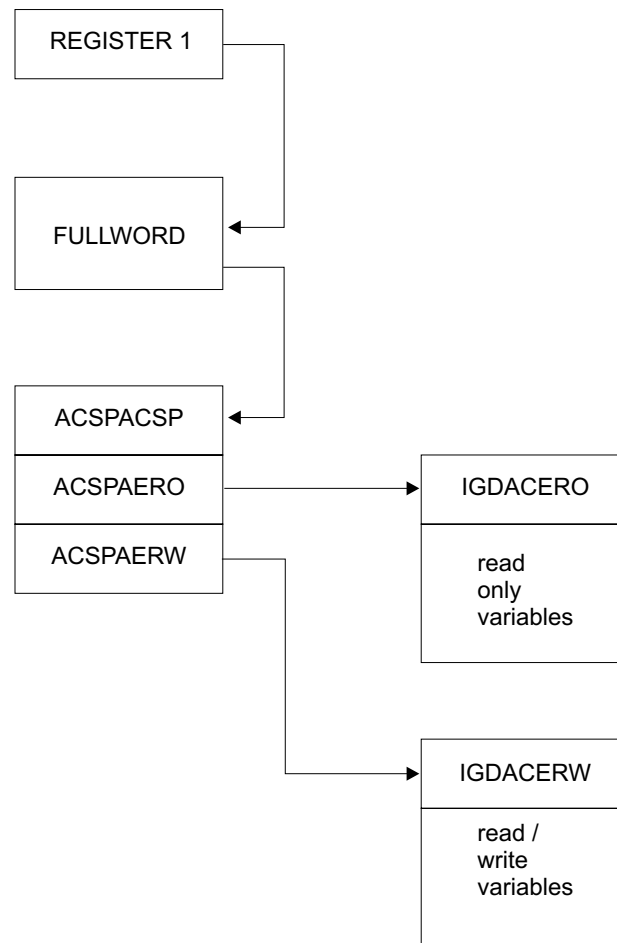 REGISTER 1
FULLWORD
ACSPACSP
ACSPAERO
IGDACERO
ACSPAERW
read
only
variables
IGDACERW
read /
write
variables